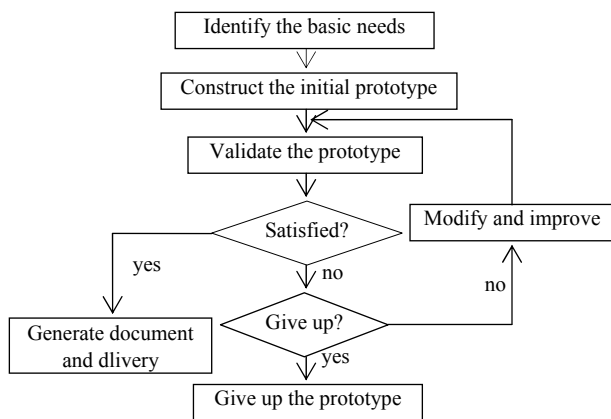 Identify the basic needs
Construct the initial prototype
Validate the prototype
Satisfied?
Modify and improve
yes
no
no
Generate document
and dlivery
Give up?
yes
Give up the prototype